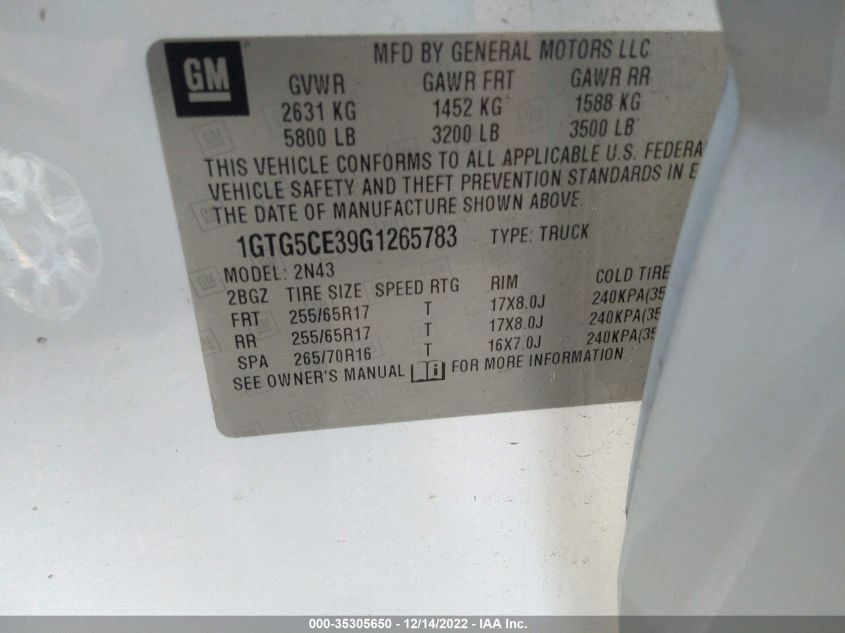 GM
MFD BY GENERAL MOTORS LLC
GVWR GAWR FRT GAWR RR
2631 KG 1452 KG 1588 KG
5800 LB 3200 LB 3500 LB
THIS VEHICLE CONFORMS TO ALL APPLICABLE U.S. FEDERA
VEHICLE SAFETY AND THEFT PREVENTION STANDARDS IN E
THE DATE OF MANUFACTURE SHOWN ABOVE.
1GTG5CE39G1265783 TYPE: TRUCK
MODEL: 2N43
2BGZ TIRE SIZE SPEED RTG RIM COLD TIRE
FRT 255/65R17 T 17X8.0J 240KPA(35
RR 255/65R17 T 17X8.0J 240KPA(35
SPA 265/70R16 T 16X7.0J 240KPA(35
SEE OWNER'S MANUAL i FOR MORE INFORMATION.
000-35305650 - 12/14/2022 - IAA Inc.